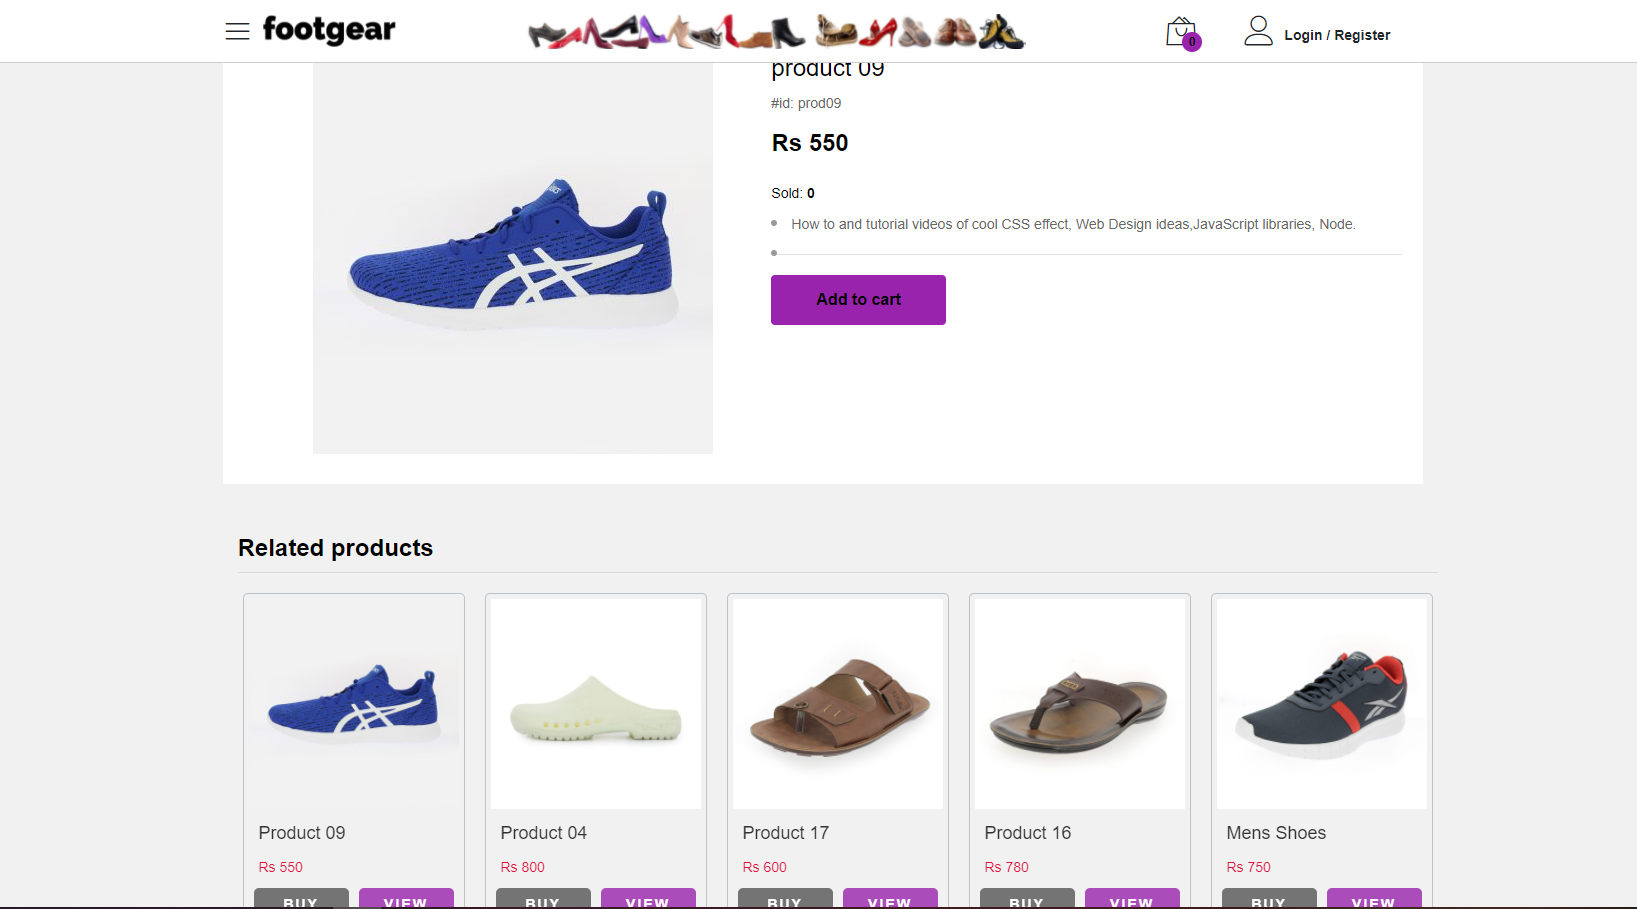 footgear
0
Login / Register
product 09
#id: prod09
Rs 550
Sold: 0
How to and tutorial videos of cool CSS effect, Web Design ideas,JavaScript libraries, Node.
Add to cart
Related products
Product 09
Rs 550
BUY VIEW
Product 04
Rs 800
BUY VIEW
Product 17
Rs 600
BUY VIEW
Product 16
Rs 780
BUY VIEW
Mens Shoes
Rs 750
BUY VIEW